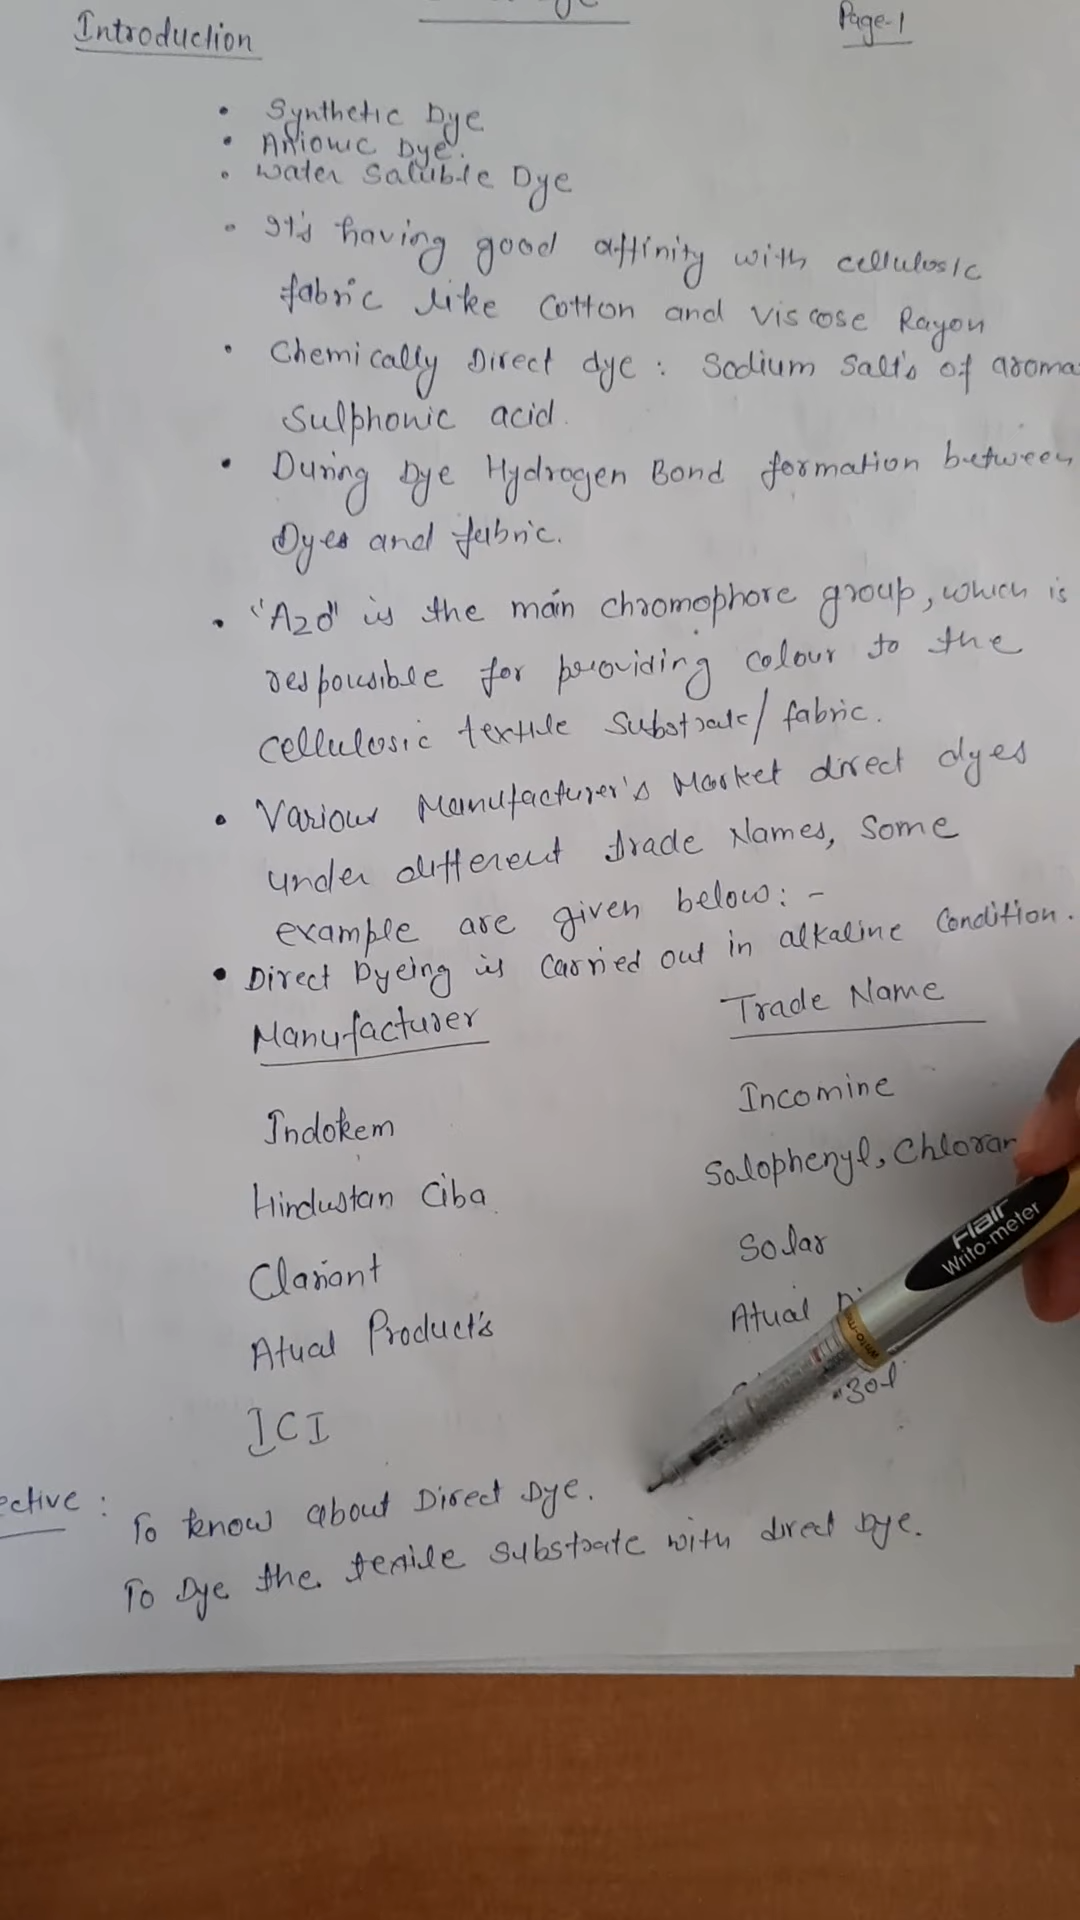 Introduction
Page-1
• Synthetic Dye
• Anionic Dye.
• Water Saluble Dye
• It's having good affinity with cellulosic
fabric like Cotton and Viscose Rayon
• Chemically Direct dye : Sodium Salt's of aroma
Sulphonic acid.
• During Dye Hydrogen Bond formation between
Dyes and fabric.
• "Azo" is the main chromophore group, which is
responsible for providing colour to the
cellulosic textile Substrate/ fabric.
• Various Manufacturer's Market direct dyes
under different trade Names, Some
example are given below: -
• Direct Dyeing is Carried out in alkaline Condition.
Manufacturer
Trade Name
Indokem
Incomine
Hindustan Ciba
Solophenyl, Chloran
Clariant
Solar
Atual Product's
Atual
ICI
ective :
To know about Direct Dye.
To Dye the textile Substrate with direct Dye.
Flair
Writo-meter